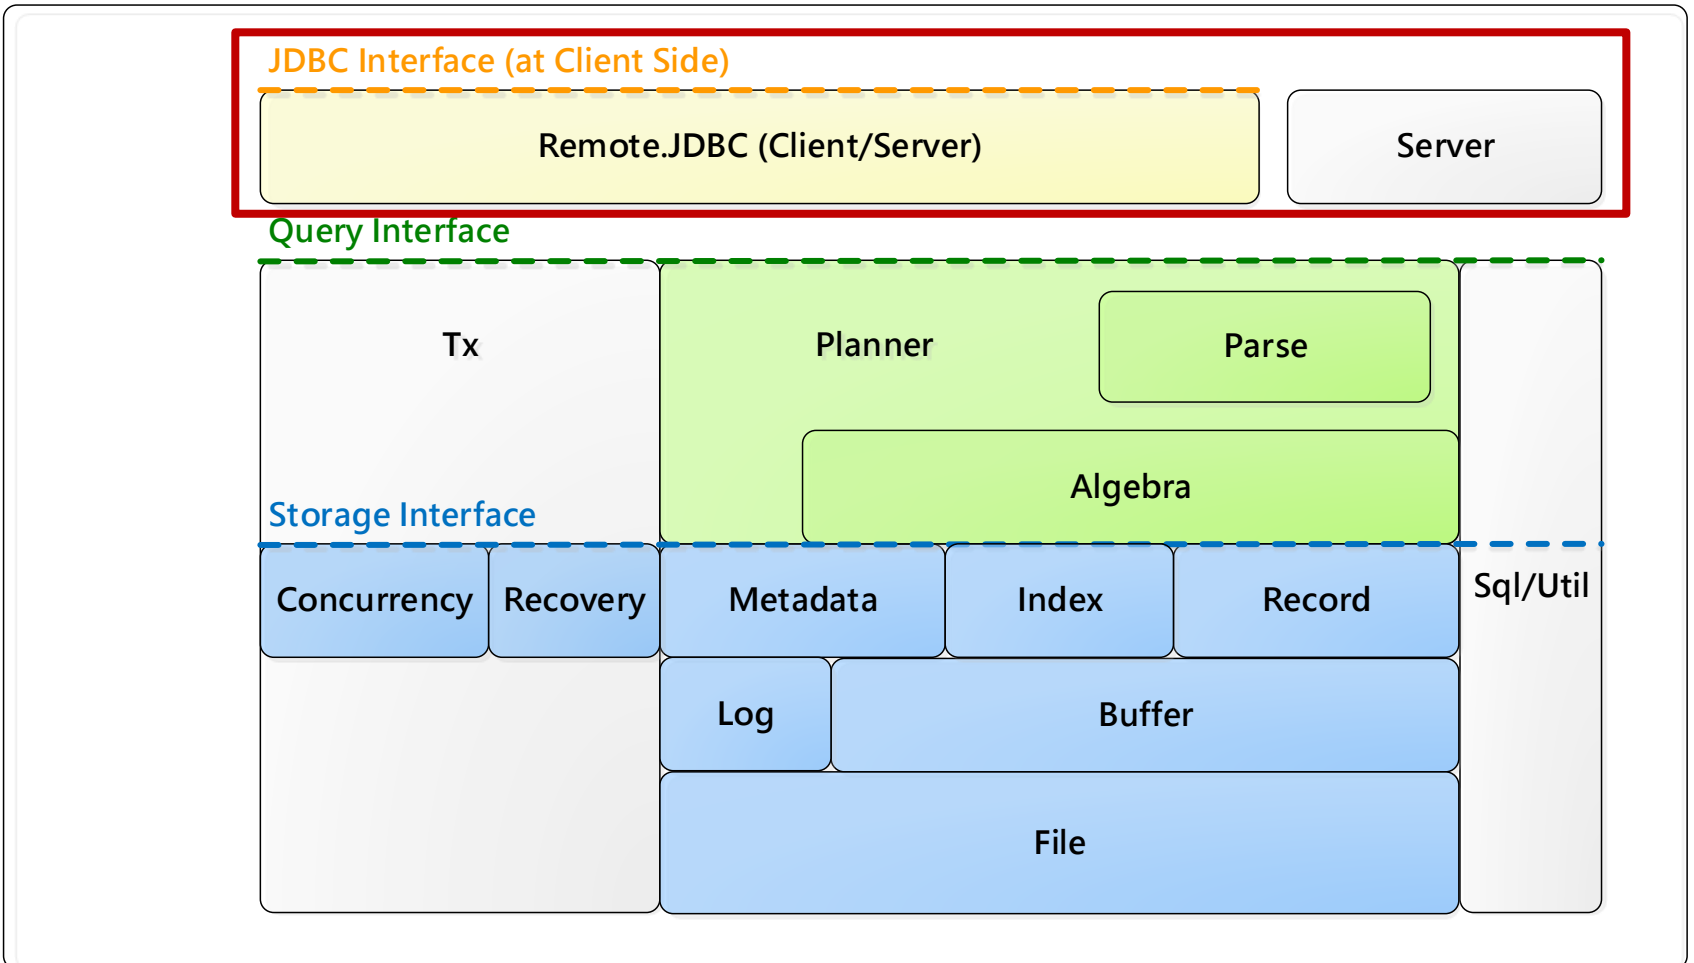 JDBC Interface (at Client Side)
Remote.JDBC (Client/Server)
Server
Query Interface
Tx
Planner
Parse
Algebra
Storage Interface
Concurrency
Recovery
Metadata
Index
Record
Sql/Util
Log
Buffer
File